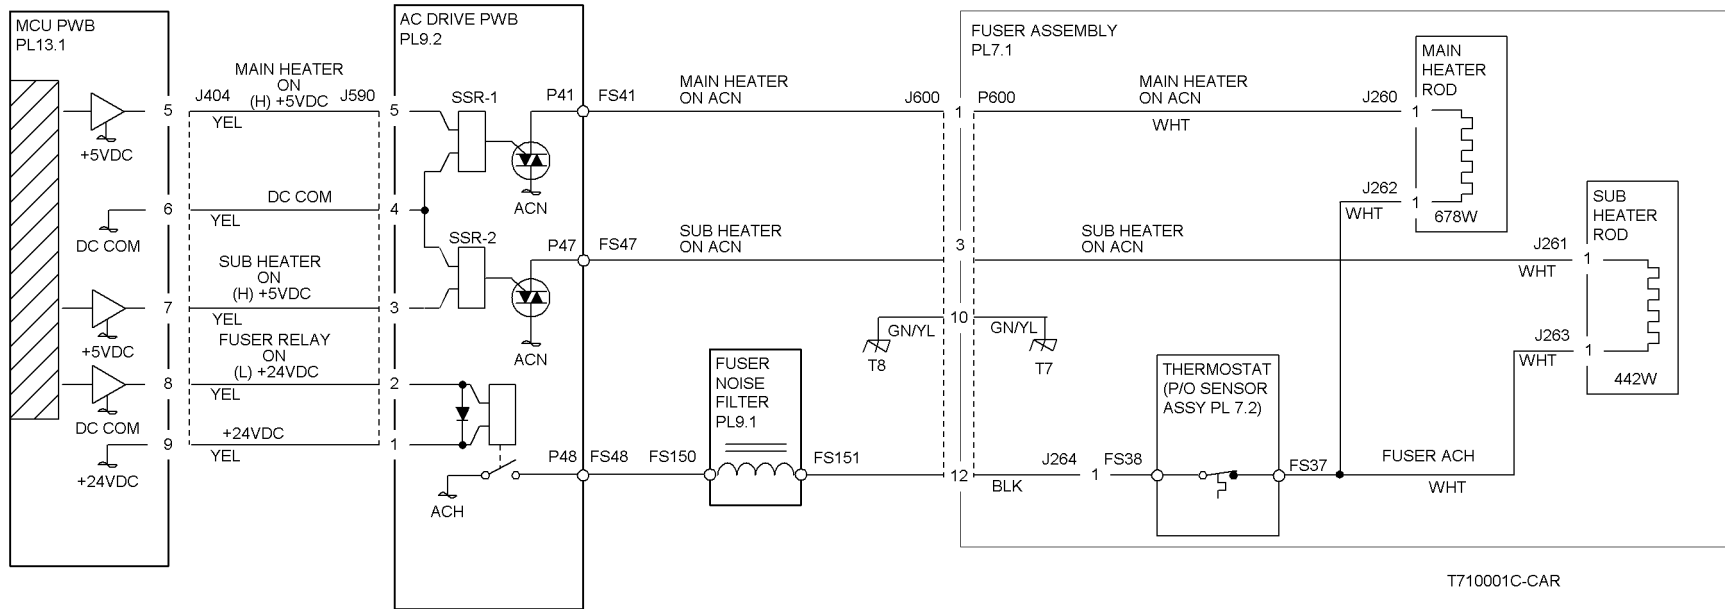 MCU PWB
PL13.1
5
+5VDC
6
DC COM
7
+5VDC
8
DC COM
9
+24VDC
J404
MAIN HEATER
ON
(H) +5VDC
J590
YEL
DC COM
YEL
SUB HEATER
ON
(H) +5VDC
YEL
FUSER RELAY
ON
(L) +24VDC
YEL
+24VDC
YEL
AC DRIVE PWB
PL9.2
5
SSR-1
P41
FS41
ACN
4
SSR-2
P47
FS47
3
ACN
2
1
P48
FS48
ACH
MAIN HEATER
ON ACN
SUB HEATER
ON ACN
FS150
FUSER
NOISE
FILTER
PL9.1
FS151
J600
1
P600
3
10
GN/YL
T8
GN/YL
T7
12
BLK
FUSER ASSEMBLY
PL7.1
MAIN HEATER
ON ACN
WHT
J260
1
MAIN
HEATER
ROD
J262
1
WHT
678W
SUB HEATER
ON ACN
J261
1
WHT
SUB
HEATER
ROD
J263
1
WHT
442W
J264
1
FS38
THERMOSTAT
(P/O SENSOR
ASSY PL 7.2)
FS37
FUSER ACH
WHT
T710001C-CAR